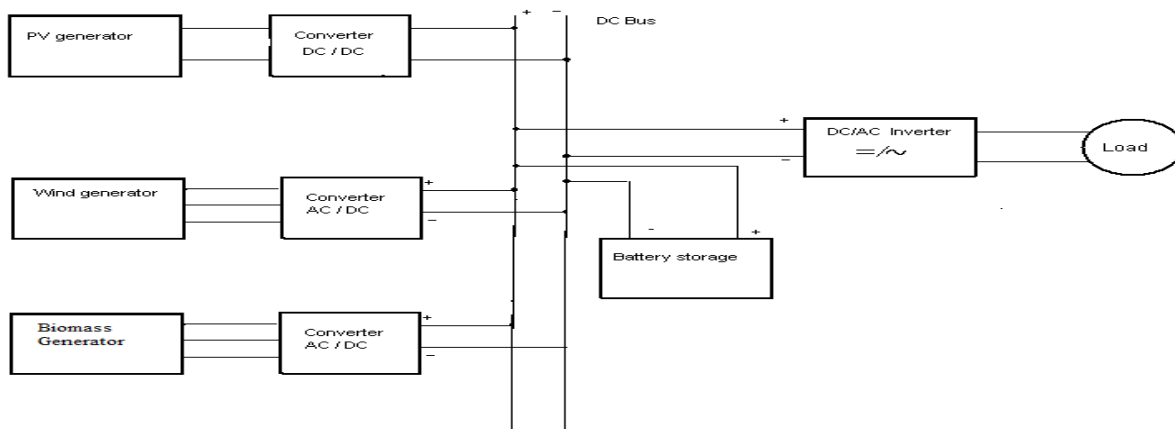 + − DC Bus
PV generator
Converter
DC / DC
+
−
DC/AC Inverter
=/~
Load
Wind generator
Converter
AC / DC
+
−
- +
Battery storage
Biomass
Generator
Converter
AC / DC
+
−